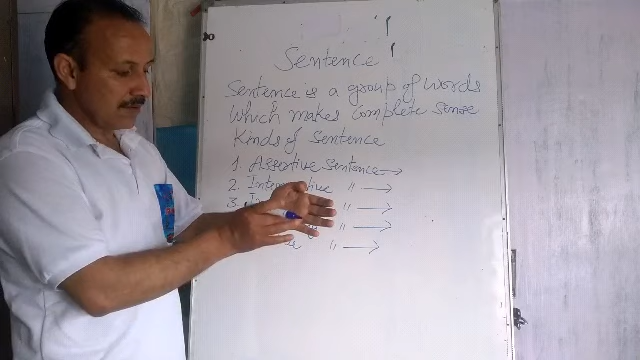 Sentence
Sentence is a group of words
which makes complete sense
Kinds of Sentence
1. Assertive Sentence →
2. " →
3. " →
" →
" →